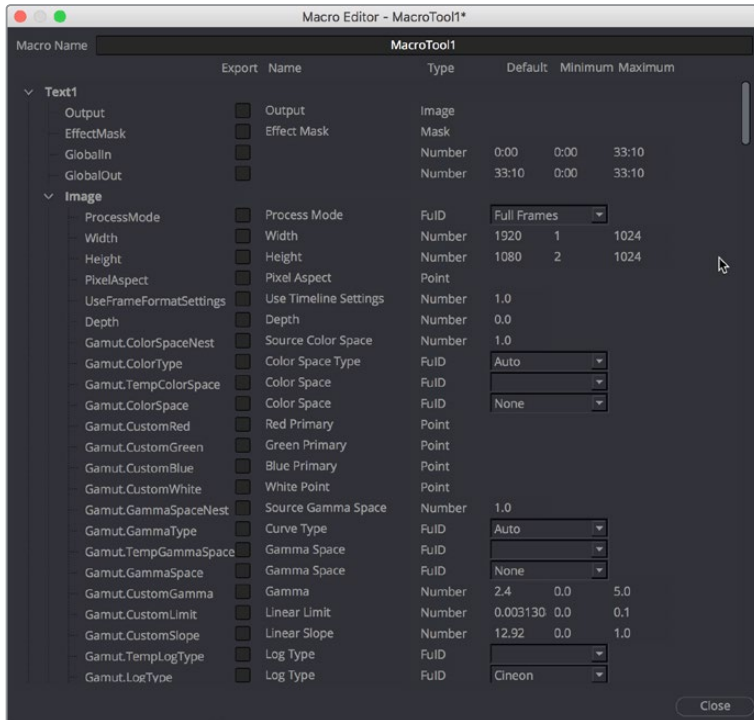 Macro Editor - MacroTool1*
Macro Name MacroTool1
Export Name Type Default Minimum Maximum
Text1
Output Output Image
EffectMask Effect Mask Mask
GlobalIn Number 0:00 0:00 33:10
GlobalOut Number 33:10 0:00 33:10
Image
ProcessMode Process Mode FuID Full Frames
Width Width Number 1920 1 1024
Height Height Number 1080 2 1024
PixelAspect Pixel Aspect Point
UseFrameFormatSettings Use Timeline Settings Number 1.0
Depth Depth Number 0.0
Gamut.ColorSpaceNest Source Color Space Number 1.0
Gamut.ColorType Color Space Type FuID Auto
Gamut.TempColorSpace Color Space FuID
Gamut.ColorSpace Color Space FuID None
Gamut.CustomRed Red Primary Point
Gamut.CustomGreen Green Primary Point
Gamut.CustomBlue Blue Primary Point
Gamut.CustomWhite White Point Point
Gamut.GammaSpaceNest Source Gamma Space Number 1.0
Gamut.GammaType Curve Type FuID Auto
Gamut.TempGammaSpace Gamma Space FuID
Gamut.GammaSpace Gamma Space FuID None
Gamut.CustomGamma Gamma Number 2.4 0.0 5.0
Gamut.CustomLimit Linear Limit Number 0.003130 0.0 0.1
Gamut.CustomSlope Linear Slope Number 12.92 0.0 1.0
Gamut.TempLogType Log Type FuID
Gamut.LogType Log Type FuID Cineon
Close